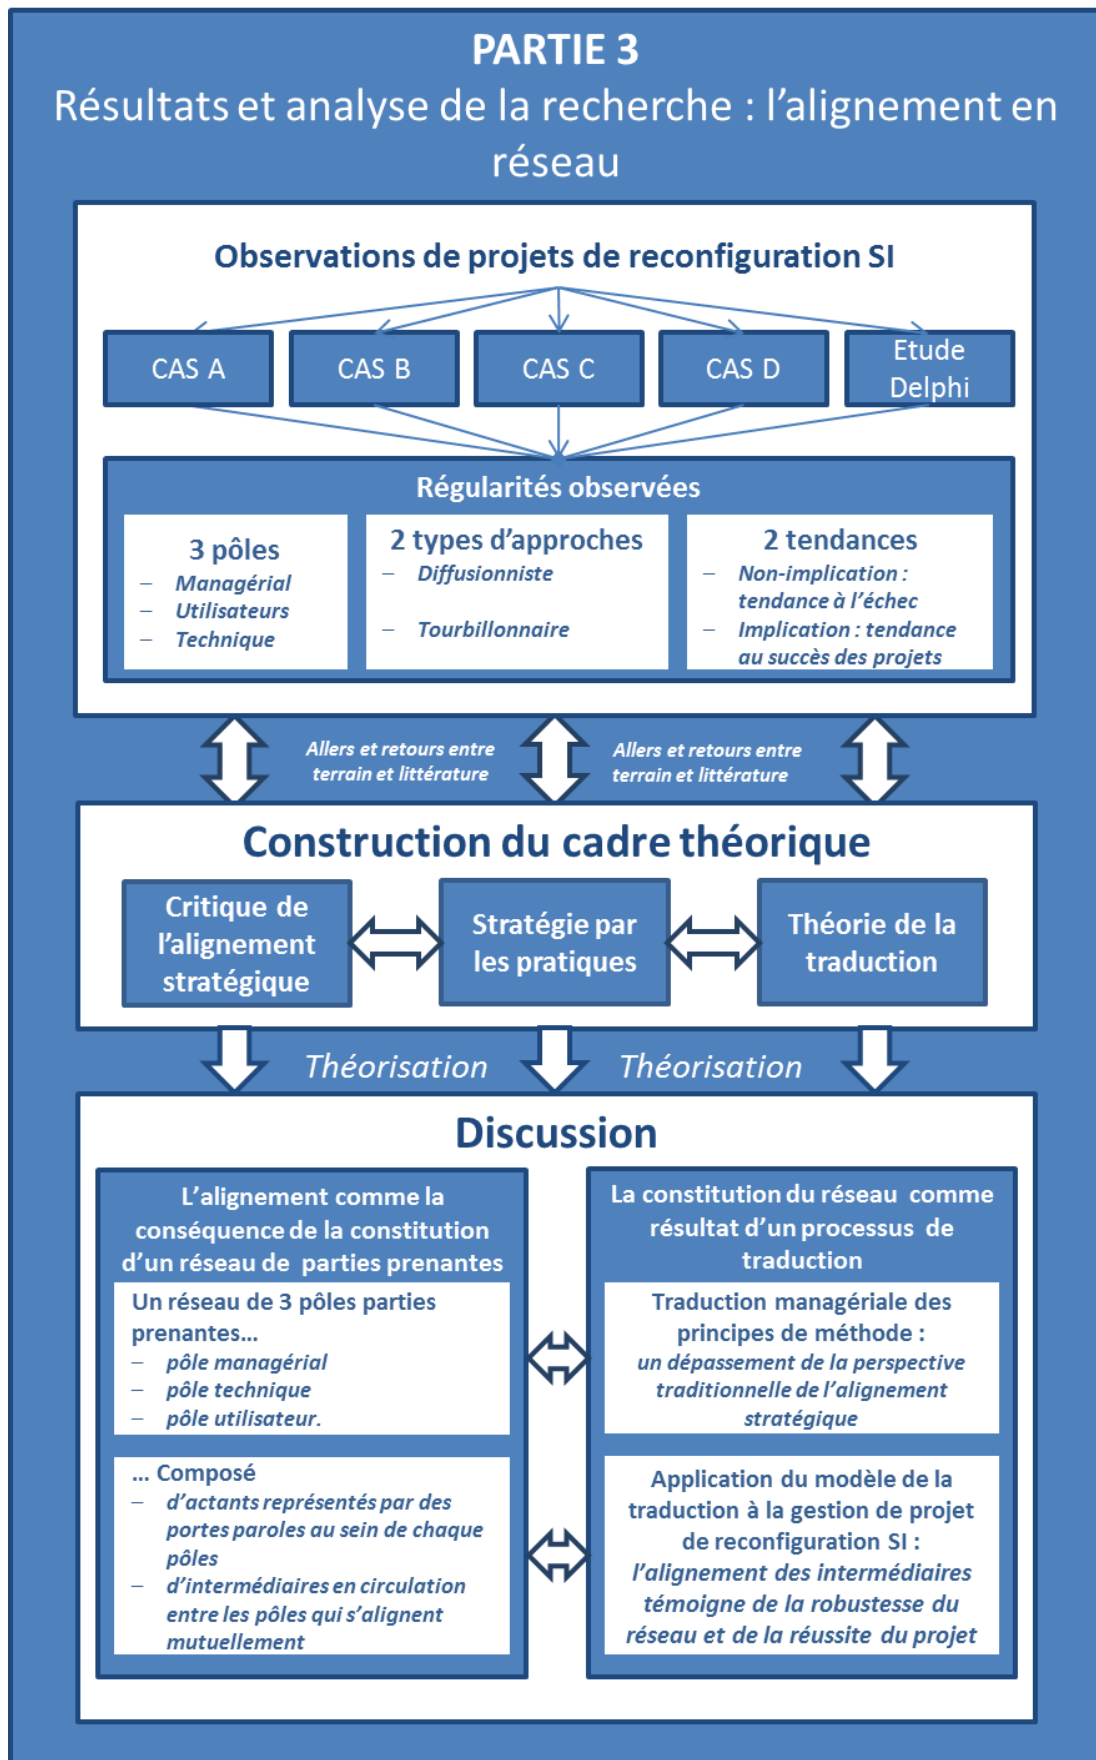 PARTIE 3
Résultats et analyse de la recherche : l'alignement en
réseau
Observations de projets de reconfiguration SI
CAS A
CAS B
CAS C
CAS D
Etude
Delphi
Régularités observées
3 pôles
– Managérial
– Utilisateurs
– Technique
2 types d'approches
– Diffusionniste
– Tourbillonnaire
2 tendances
– Non-implication :
tendance à l'échec
– Implication : tendance
au succès des projets
Allers et retours entre
terrain et littérature
Allers et retours entre
terrain et littérature
Construction du cadre théorique
Critique de
l'alignement
stratégique
Stratégie par
les pratiques
Théorie de la
traduction
Théorisation
Théorisation
Discussion
L'alignement comme la
conséquence de la constitution
d'un réseau de parties prenantes
Un réseau de 3 pôles parties
prenantes…
– pôle managérial
– pôle technique
– pôle utilisateur.
… Composé
– d'actants représentés par des
portes paroles au sein de chaque
pôles
– d'intermédiaires en circulation
entre les pôles qui s'alignent
mutuellement
La constitution du réseau comme
résultat d'un processus de
traduction
Traduction managériale des
principes de méthode :
un dépassement de la perspective
traditionnelle de l'alignement
stratégique
Application du modèle de la
traduction à la gestion de projet
de reconfiguration SI :
l'alignement des intermédiaires
témoigne de la robustesse du
réseau et de la réussite du projet